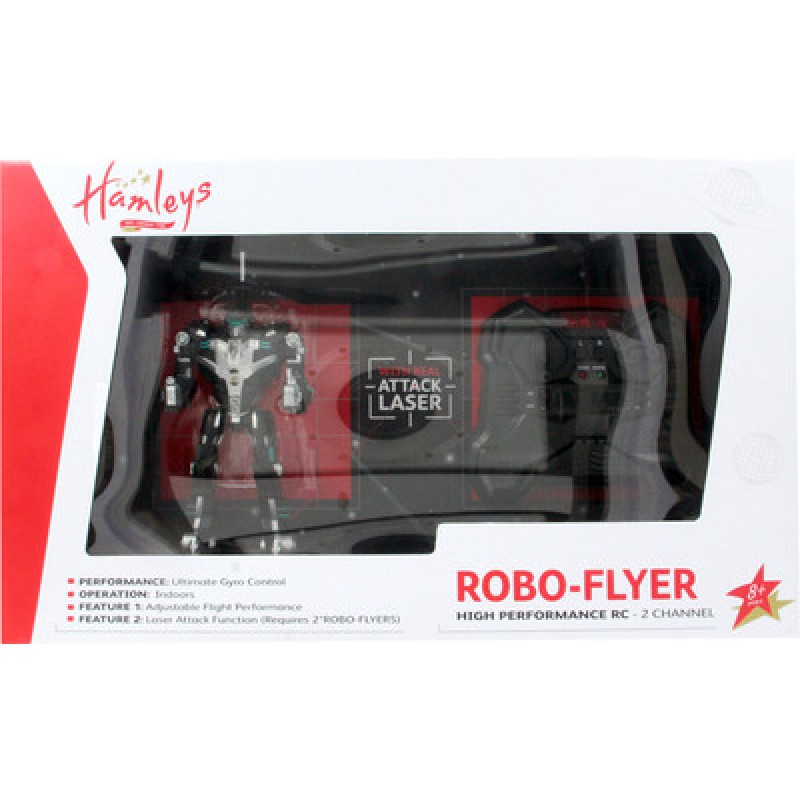 Hamleys
WITH REAL
ATTACK
LASER
PERFORMANCE: Ultimate Gyro Control
OPERATION: Indoors
FEATURE 1: Adjustable Flight Performance
FEATURE 2: Laser Attack Function (Requires 2"ROBO-FLYERS)
ROBO-FLYER
HIGH PERFORMANCE RC - 2 CHANNEL
8+